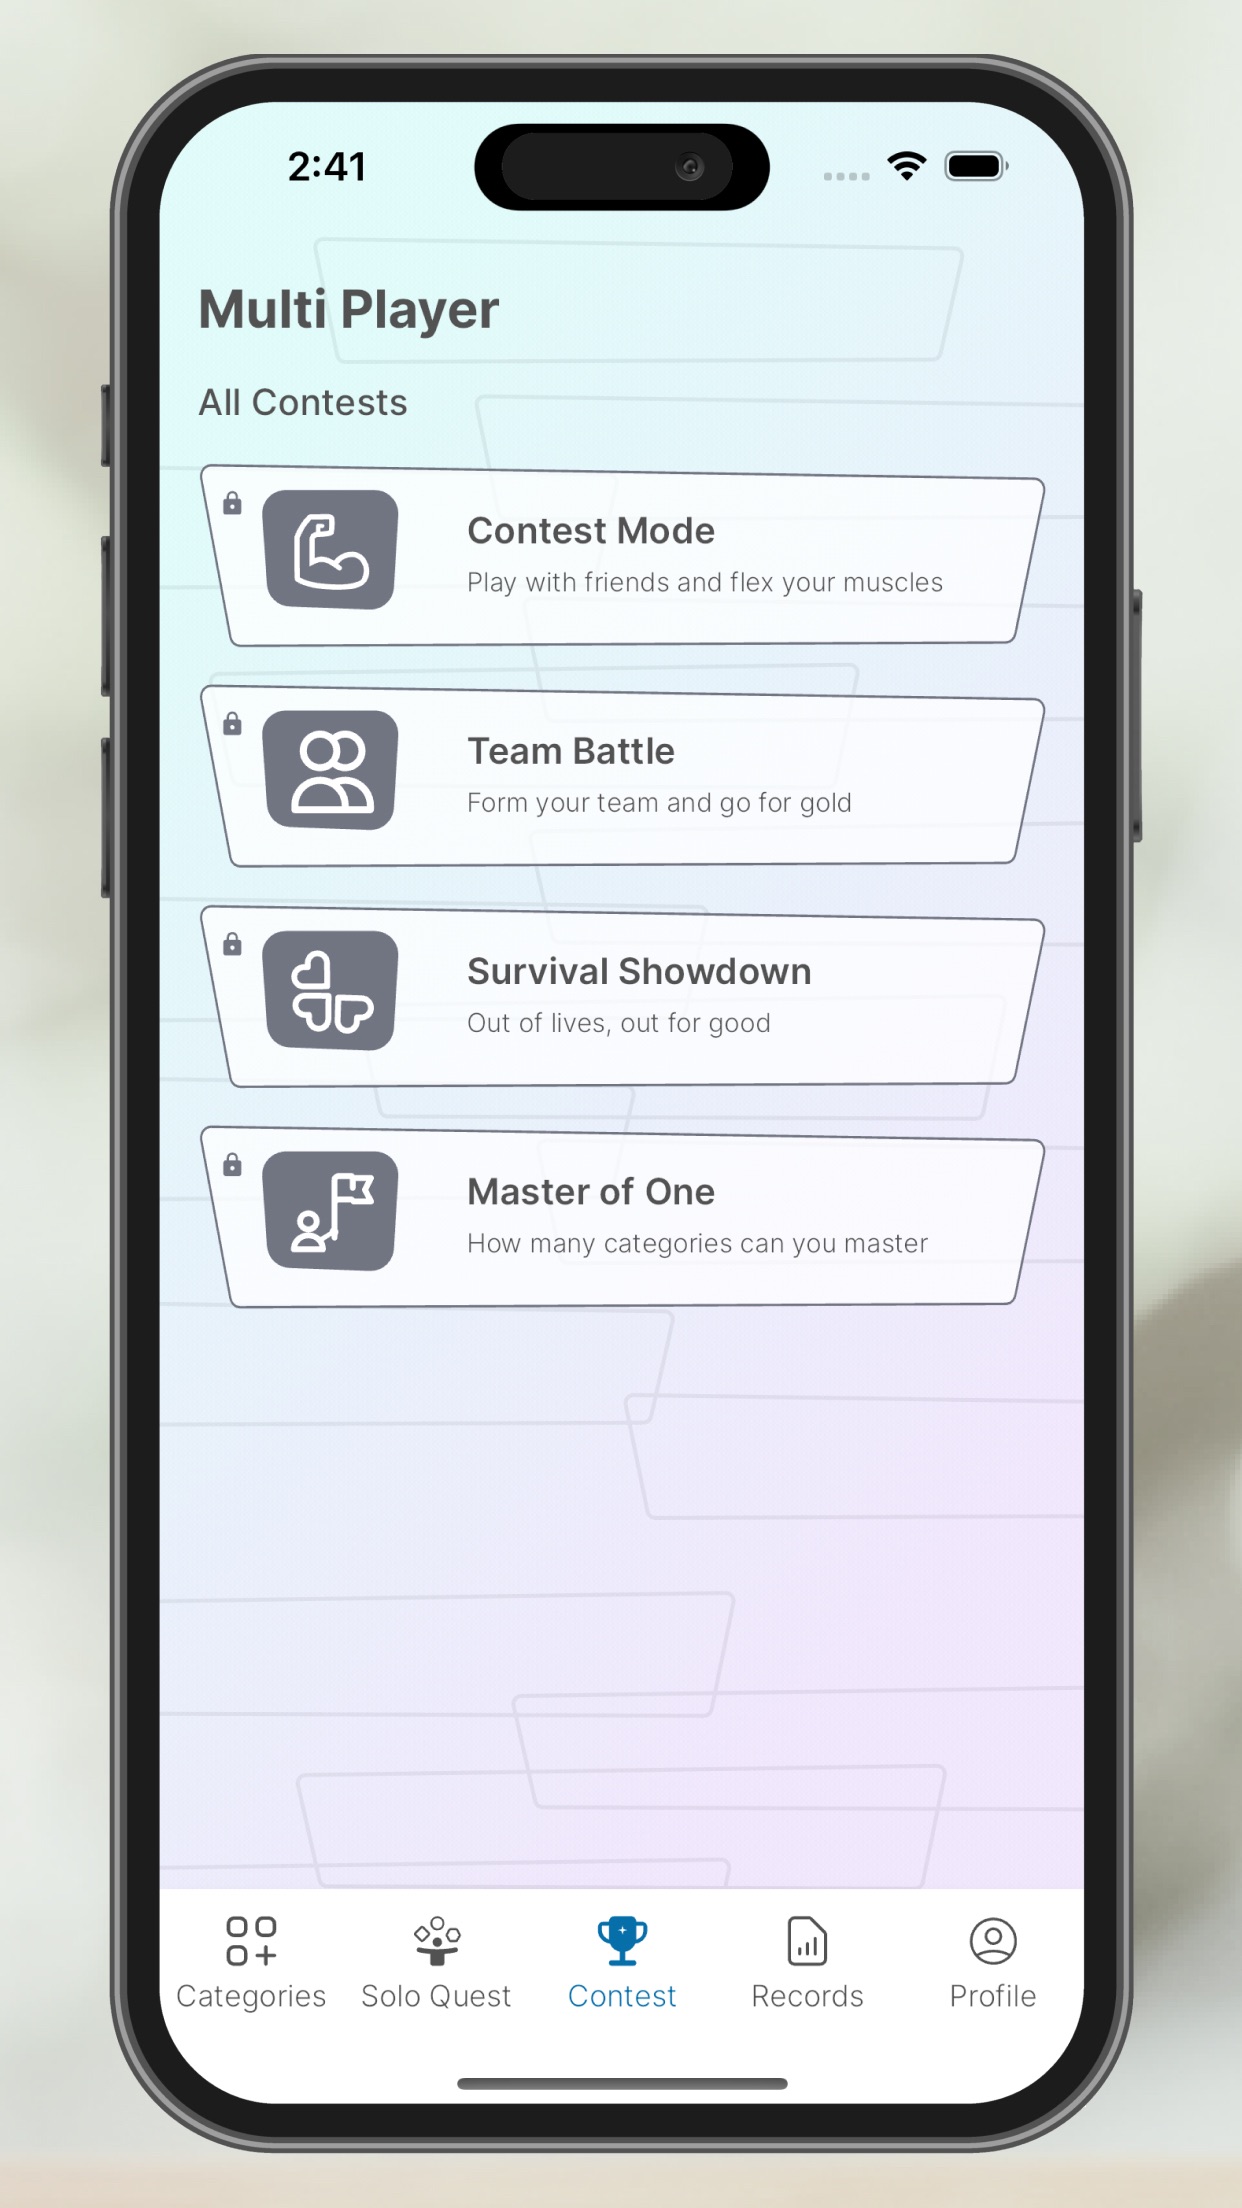 2:41
Multi Player
All Contests
Contest Mode
Play with friends and flex your muscles
Team Battle
Form your team and go for gold
Survival Showdown
Out of lives, out for good
Master of One
How many categories can you master
Categories
Solo Quest
Contest
Records
Profile